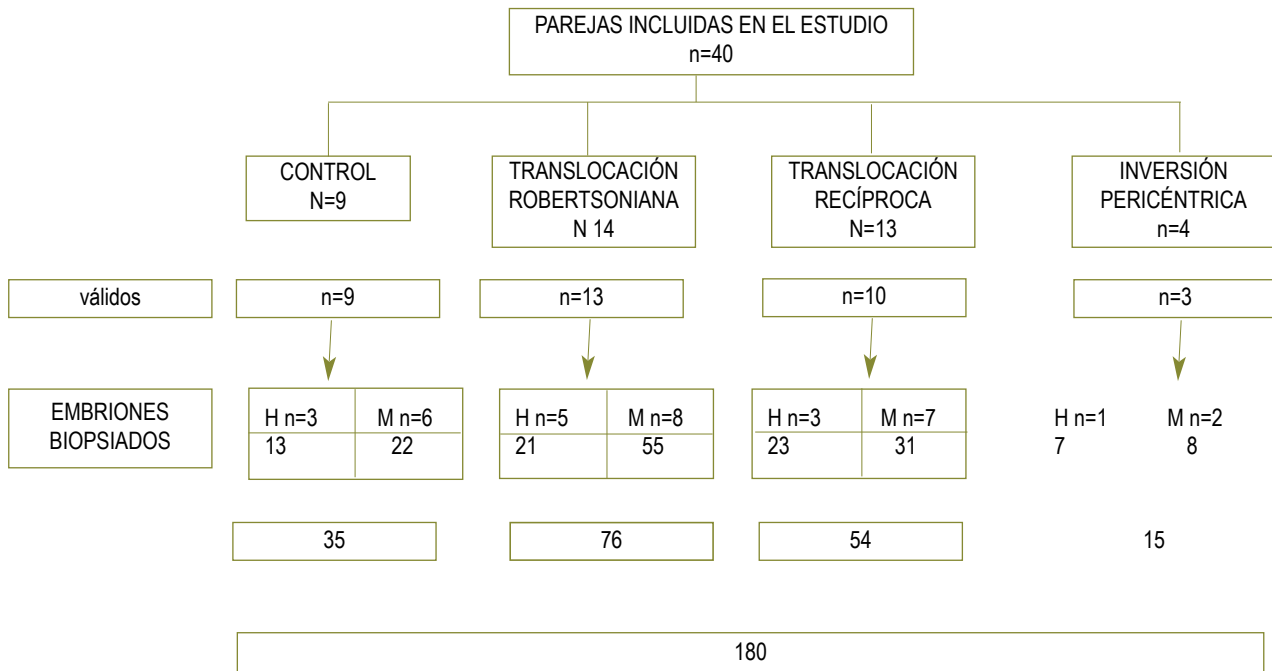 PAREJAS INCLUIDAS EN EL ESTUDIO
n=40
CONTROL
N=9
TRANSLOCACIÓN
ROBERTSONIANA
N 14
TRANSLOCACIÓN
RECÍPROCA
N=13
INVERSIÓN
PERICÉNTRICA
n=4
válidos
n=9
n=13
n=10
n=3
EMBRIONES
BIOPSIADOS
H n=3 M n=6
13 22
H n=5 M n=8
21 55
H n=3 M n=7
23 31
H n=1 M n=2
7 8
35
76
54
15
180